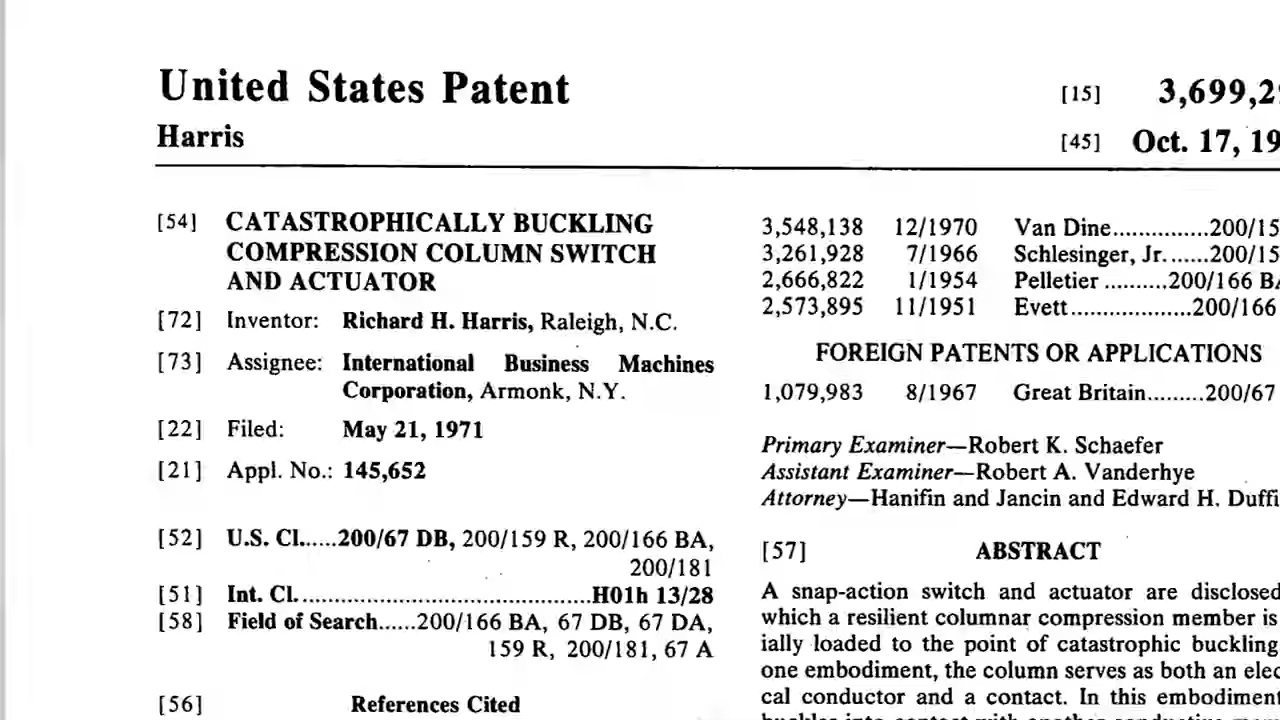 United States Patent
[15] 3,699,2
Harris
[45] Oct. 17, 19
[54] CATASTROPHICALLY BUCKLING
COMPRESSION COLUMN SWITCH
AND ACTUATOR
[72] Inventor: Richard H. Harris, Raleigh, N.C.
[73] Assignee: International Business Machines
Corporation, Armonk, N.Y.
[22] Filed: May 21, 1971
[21] Appl. No.: 145,652
[52] U.S. Cl......200/67 DB, 200/159 R, 200/166 BA,
200/181
[51] Int. Cl..........................................H01h 13/28
[58] Field of Search......200/166 BA, 67 DB, 67 DA,
159 R, 200/181, 67 A
[56] References Cited
3,548,138 12/1970 Van Dine...............200/15
3,261,928 7/1966 Schlesinger, Jr.......200/15
2,666,822 1/1954 Pelletier ..........200/166 BA
2,573,895 11/1951 Evett...................200/166
FOREIGN PATENTS OR APPLICATIONS
1,079,983 8/1967 Great Britain.........200/67
Primary Examiner—Robert K. Schaefer
Assistant Examiner—Robert A. Vanderhye
Attorney—Hanifin and Jancin and Edward H. Duffi
[57] ABSTRACT
A snap-action switch and actuator are disclosed
which a resilient columnar compression member is
ially loaded to the point of catastrophic buckling
one embodiment, the column serves as both an elec
cal conductor and a contact. In this embodiment